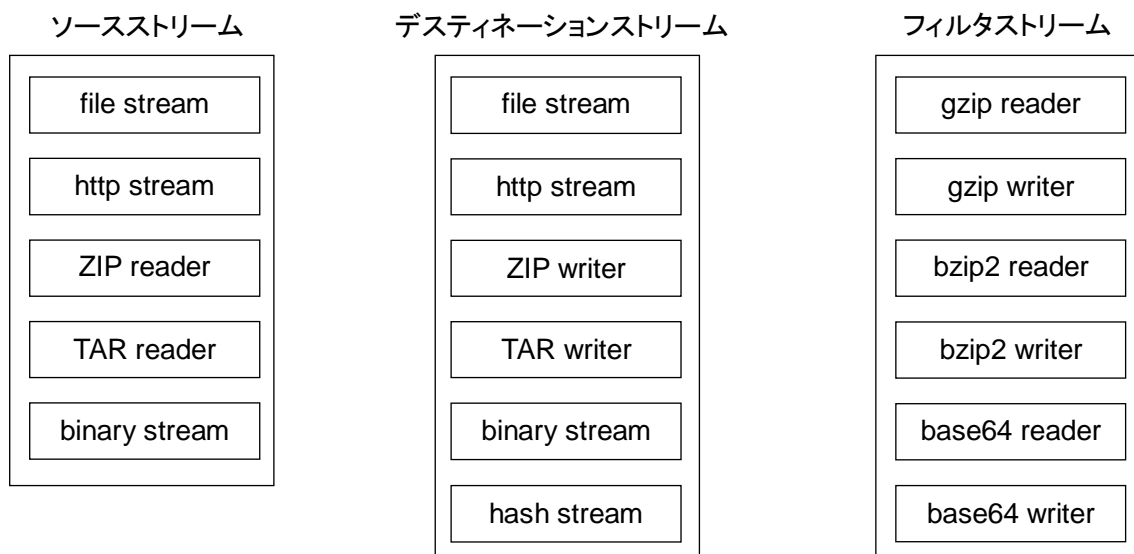 ソースストリーム
file stream
http stream
ZIP reader
TAR reader
binary stream
デスティネーションストリーム
file stream
http stream
ZIP writer
TAR writer
binary stream
hash stream
フィルタストリーム
gzip reader
gzip writer
bzip2 reader
bzip2 writer
base64 reader
base64 writer